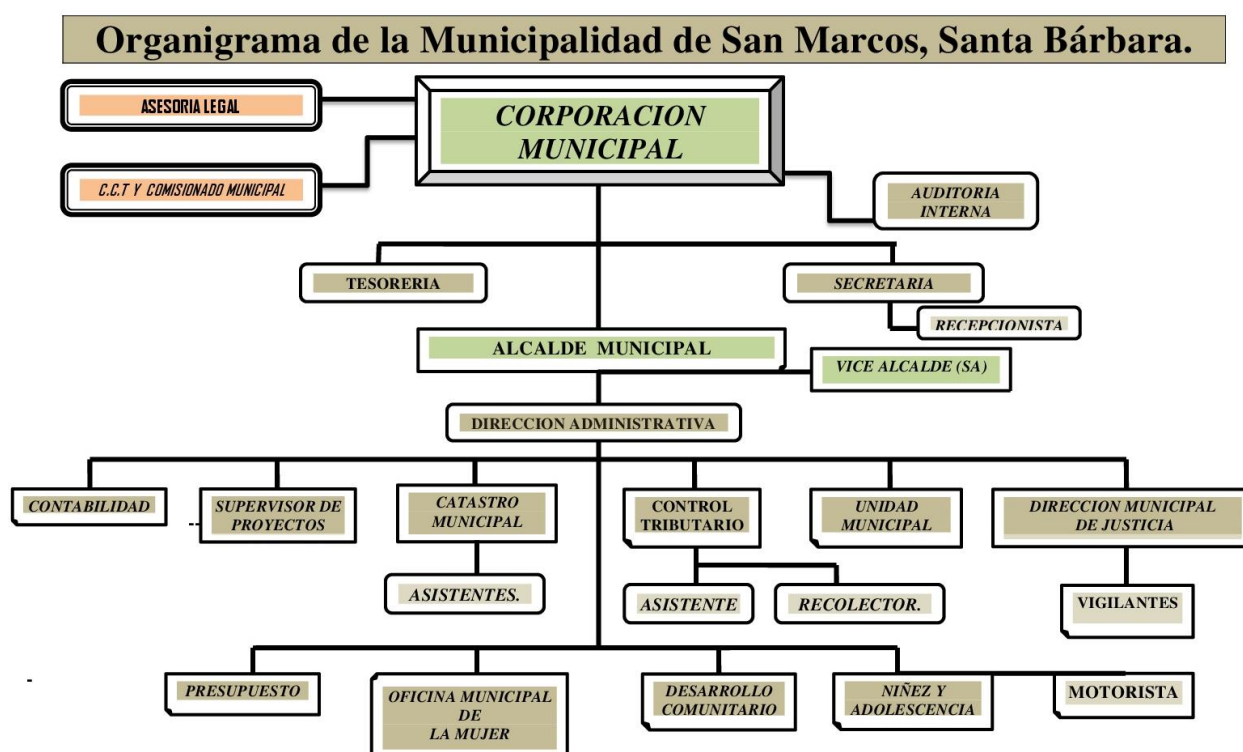 Organigrama de la Municipalidad de San Marcos, Santa Bárbara.
ASESORIA LEGAL
CORPORACION
MUNICIPAL
C.C.T Y COMISIONADO MUNICIPAL
AUDITORIA
INTERNA
TESORERIA
SECRETARIA
RECEPCIONISTA
ALCALDE MUNICIPAL
VICE ALCALDE (SA)
DIRECCION ADMINISTRATIVA
CONTABILIDAD
SUPERVISOR DE
PROYECTOS
CATASTRO
MUNICIPAL
CONTROL
TRIBUTARIO
UNIDAD
MUNICIPAL
DIRECCION MUNICIPAL
DE JUSTICIA
ASISTENTES.
ASISTENTE
RECOLECTOR.
VIGILANTES
PRESUPUESTO
OFICINA MUNICIPAL
DE
LA MUJER
DESARROLLO
COMUNITARIO
NIÑEZ Y
ADOLESCENCIA
MOTORISTA